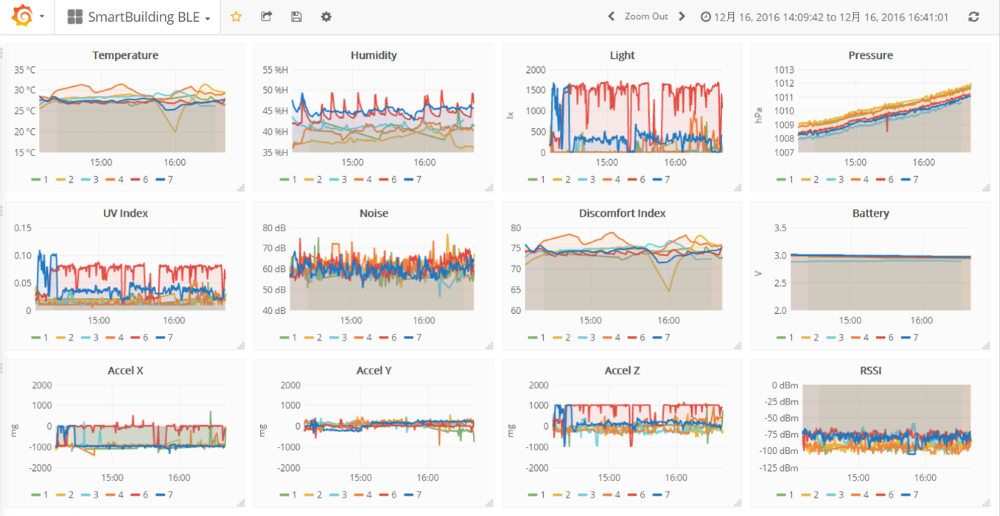 SmartBuilding BLE
Zoom Out
12月 16, 2016 14:09:42 to 12月 16, 2016 16:41:01
Temperature
35 °C
30 °C
25 °C
20 °C
15 °C
15:00 16:00
1 2 3 4 6 7
Humidity
55 %H
50 %H
45 %H
40 %H
35 %H
15:00 16:00
1 2 3 4 6 7
Light
lx
2000
1500
1000
500
0
15:00 16:00
1 2 3 4 6 7
Pressure
hPa
1013
1012
1011
1010
1009
1008
1007
15:00 16:00
1 2 3 4 6 7
UV Index
0.15
0.10
0.05
0
15:00 16:00
1 2 3 4 6 7
Noise
80 dB
70 dB
60 dB
50 dB
40 dB
15:00 16:00
1 2 3 4 6 7
Discomfort Index
80
75
70
65
60
15:00 16:00
1 2 3 4 6 7
Battery
V
3.5
3.0
2.5
2.0
15:00 16:00
1 2 3 4 6 7
Accel X
mg
2000
1000
0
-1000
-2000
15:00 16:00
1 2 3 4 6 7
Accel Y
mg
2000
1000
0
-1000
-2000
15:00 16:00
1 2 3 4 6 7
Accel Z
mg
2000
1000
0
-1000
-2000
15:00 16:00
1 2 3 4 6 7
RSSI
0 dBm
-25 dBm
-50 dBm
-75 dBm
-100 dBm
-125 dBm
15:00 16:00
1 2 3 4 6 7